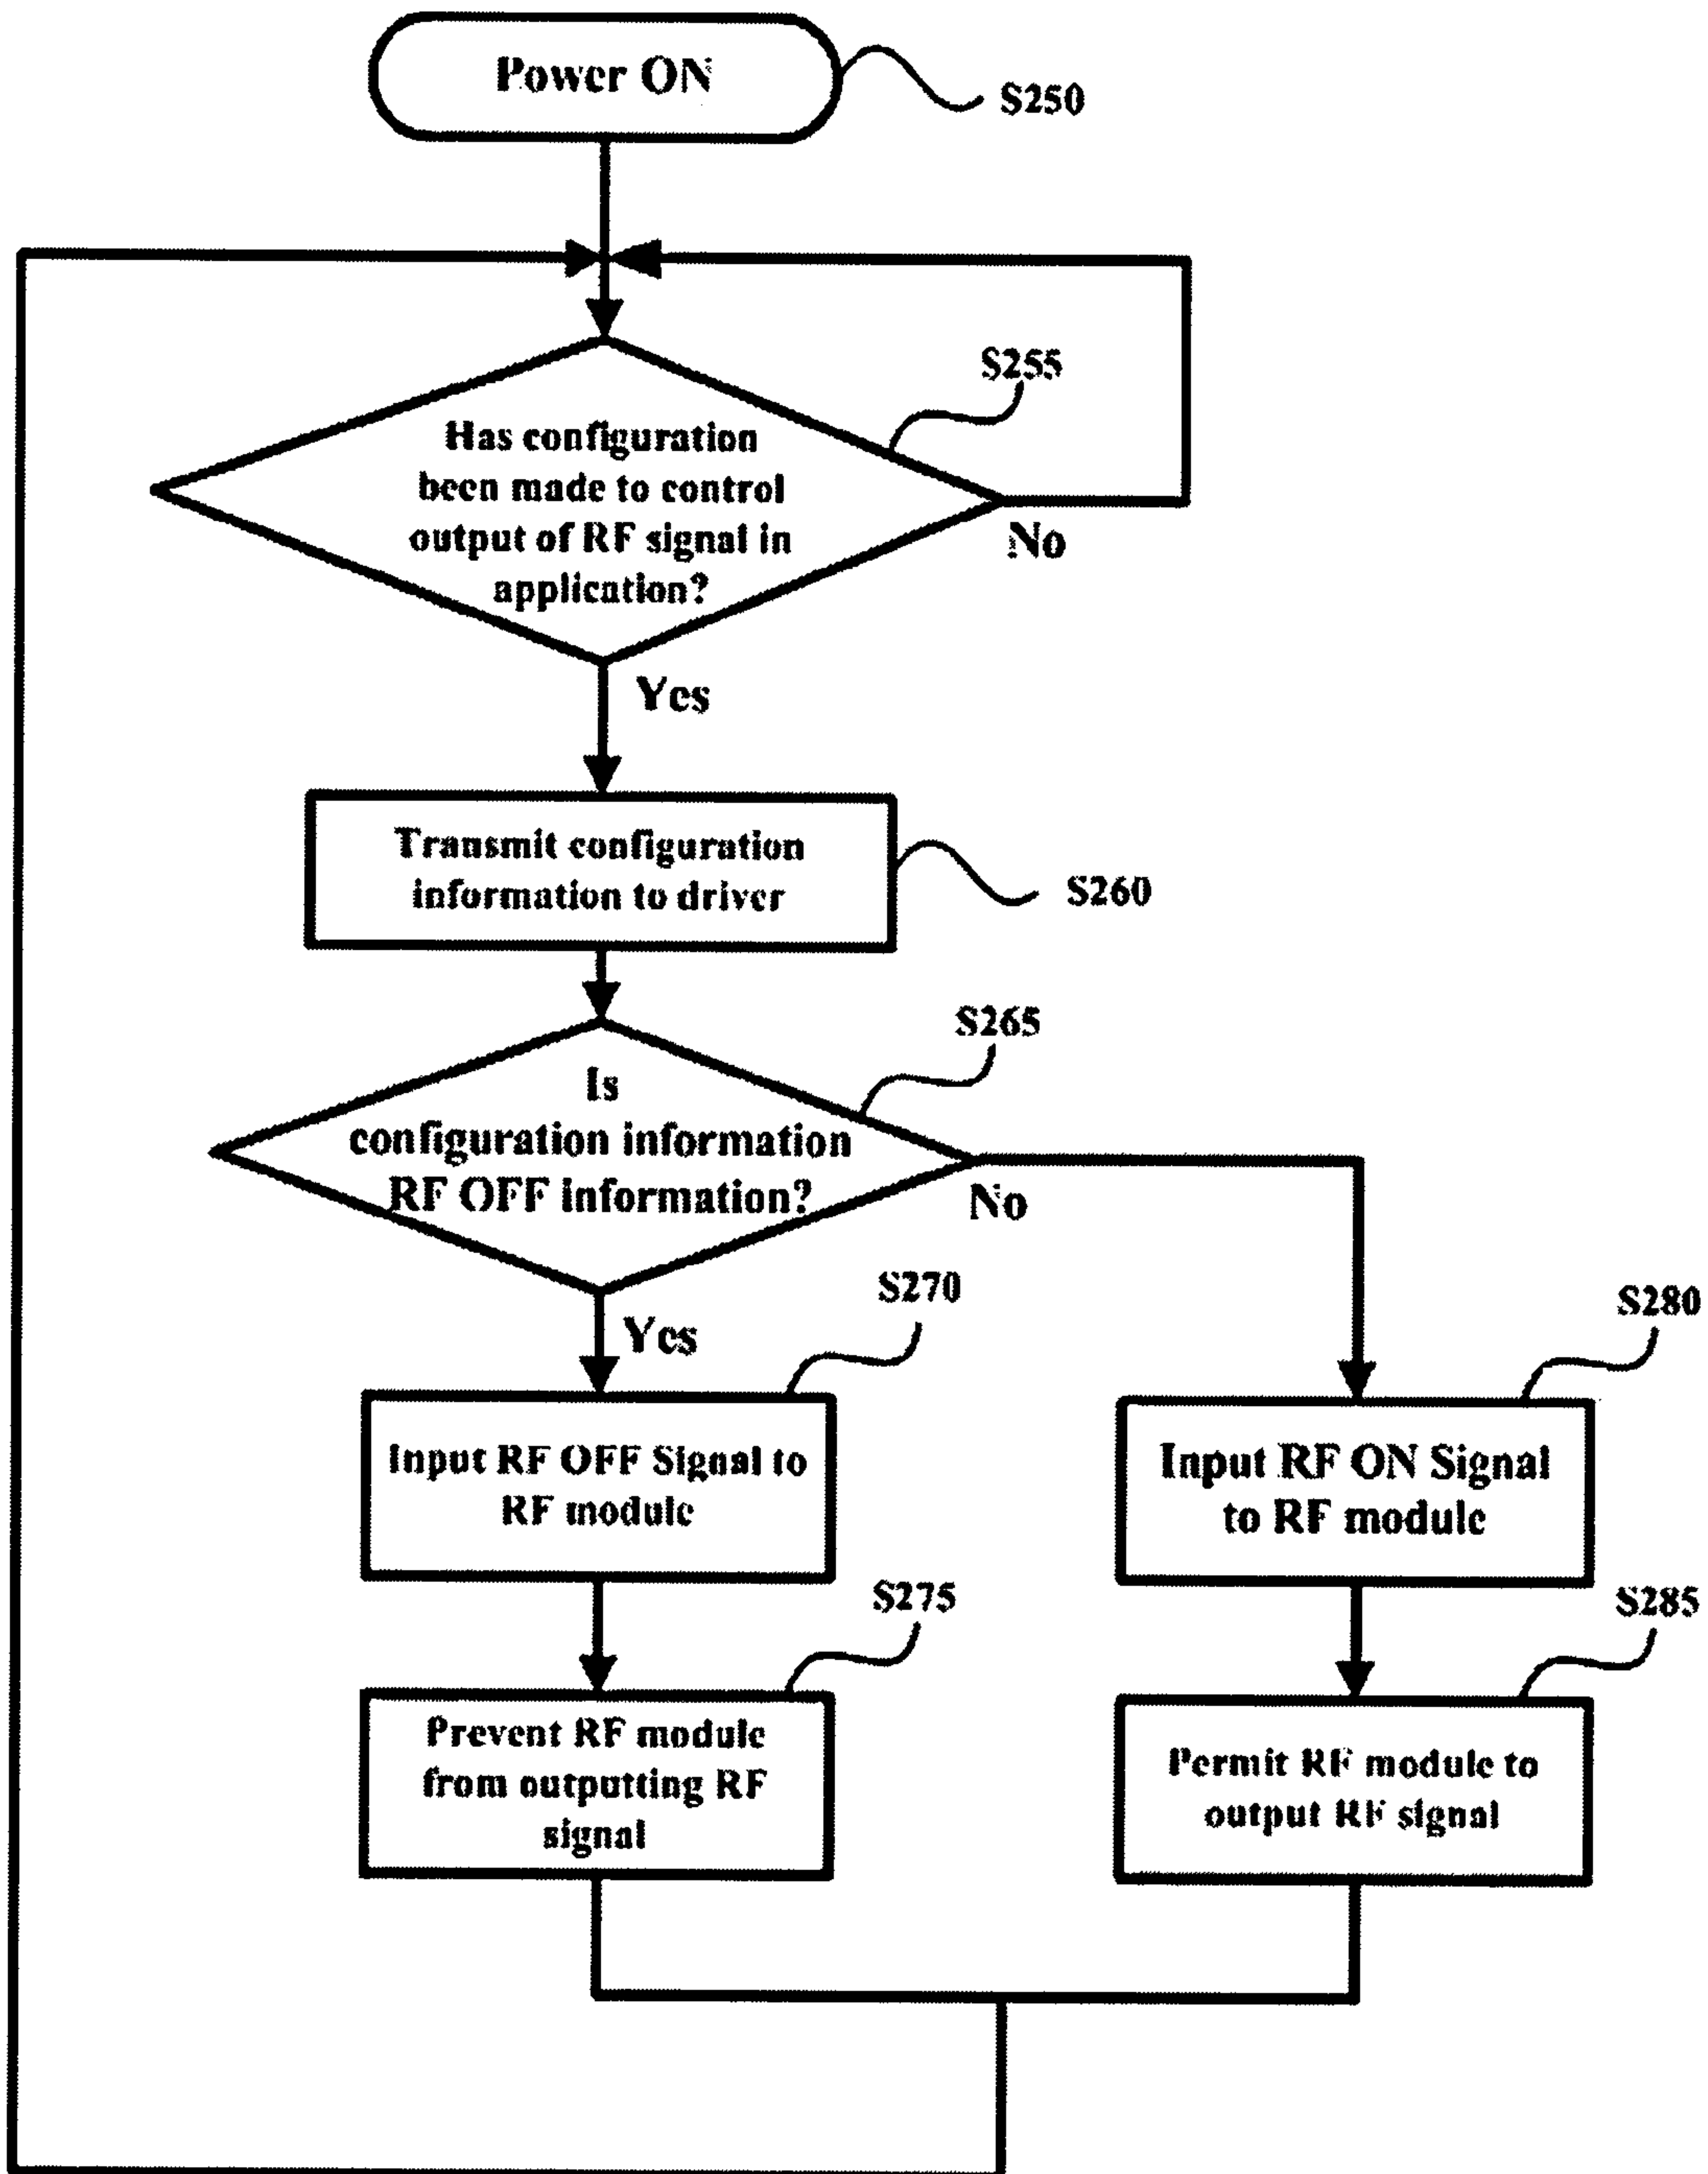 Power ON
S250
S255
Has configuration
been made to control
output of RF signal in
application?
No
Yes
Transmit configuration
information to driver
S260
S265
Is
configuration information
RF OFF information?
No
Yes
S270
S280
Input RF OFF Signal to
RF module
Input RF ON Signal
to RF module
S275
S285
Prevent RF module
from outputting RF
signal
Permit RF module to
output RF signal